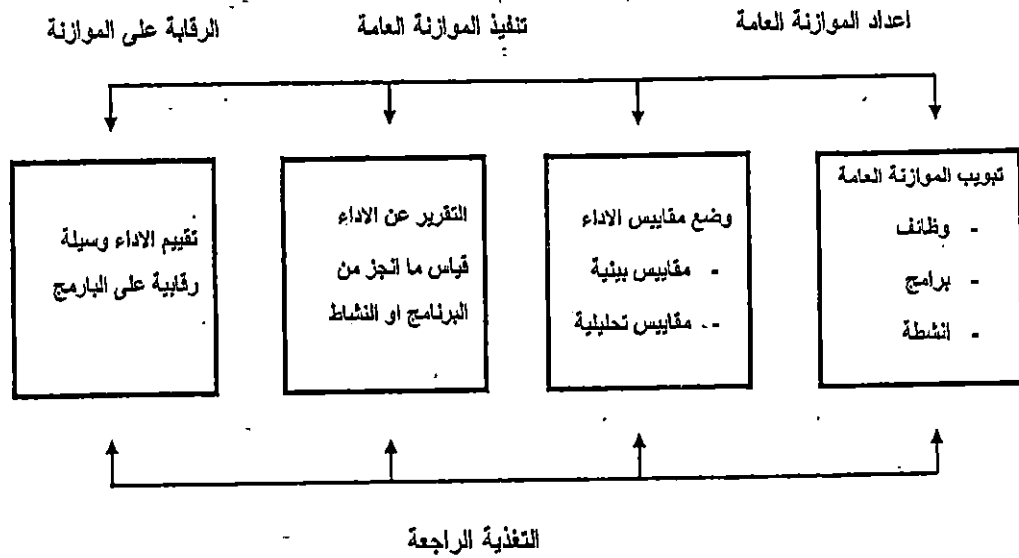 اعداد الموازنة العامة
تنفيذ الموازنة العامة
الرقابة على الموازنة
تبويب الموازنة العامة
- وظائف
- برامج
- انشطة
وضع مقاييس الاداء
- مقاييس بينية
- مقاييس تحليلية
التقرير عن الاداء
قياس ما انجز من
البرنامج او النشاط
تقييم الاداء وسيلة
رقابية على البارمج
التغذية الراجعة